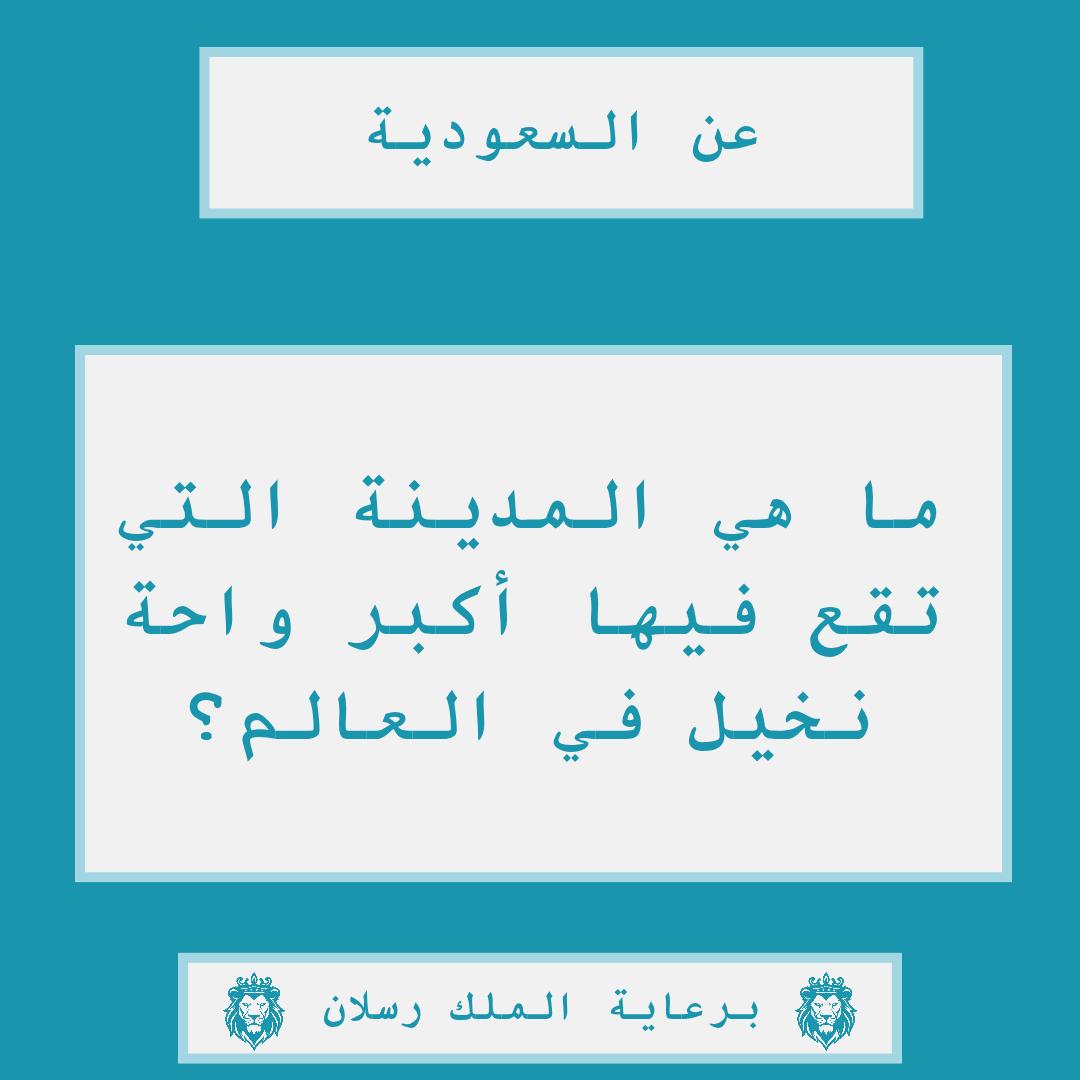 عن السعودية
ما هي المدينة التي
تقع فيها أكبر واحة
نخيل في العالم؟
برعاية الملك رسلان